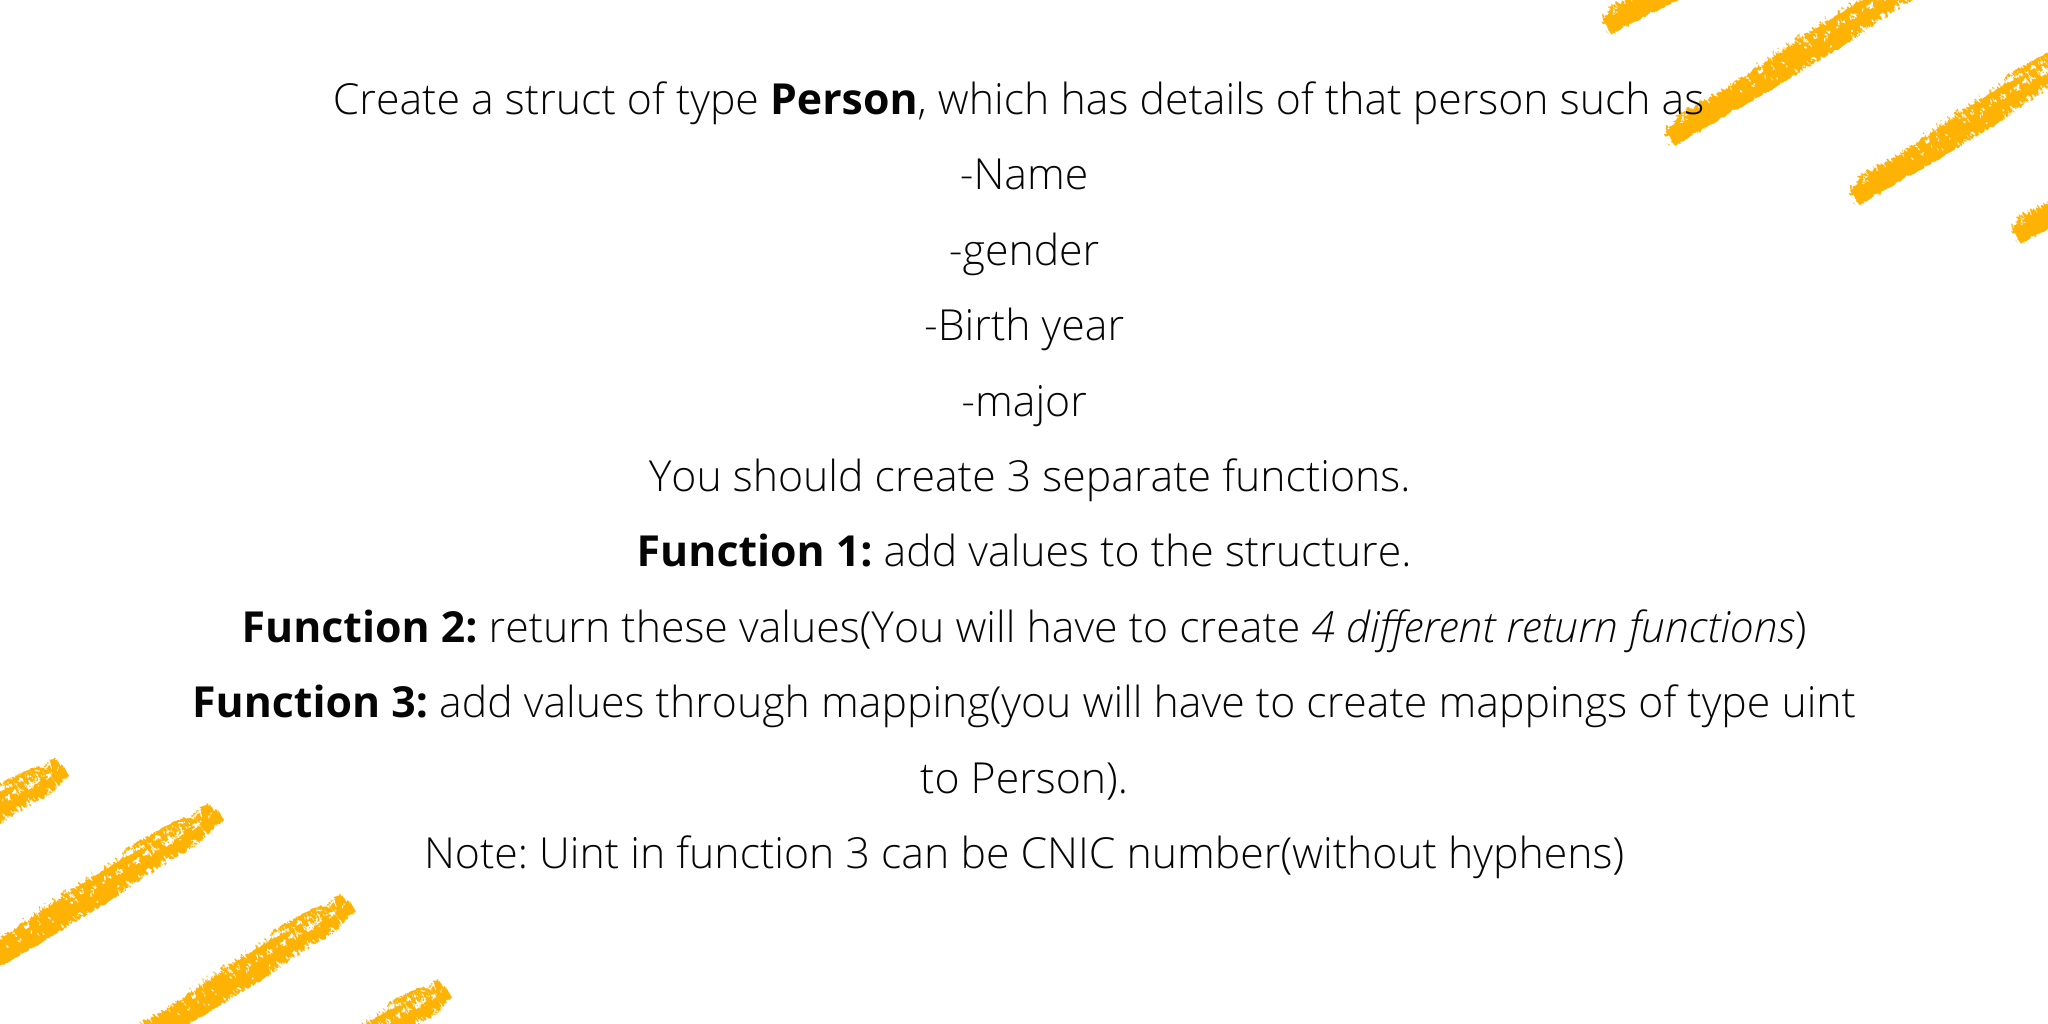 Create a struct of type Person, which has details of that person such as
-Name
-gender
-Birth year
-major
You should create 3 separate functions.
Function 1: add values to the structure.
Function 2: return these values(You will have to create 4 different return functions)
Function 3: add values through mapping(you will have to create mappings of type uint
to Person).
Note: Uint in function 3 can be CNIC number(without hyphens)